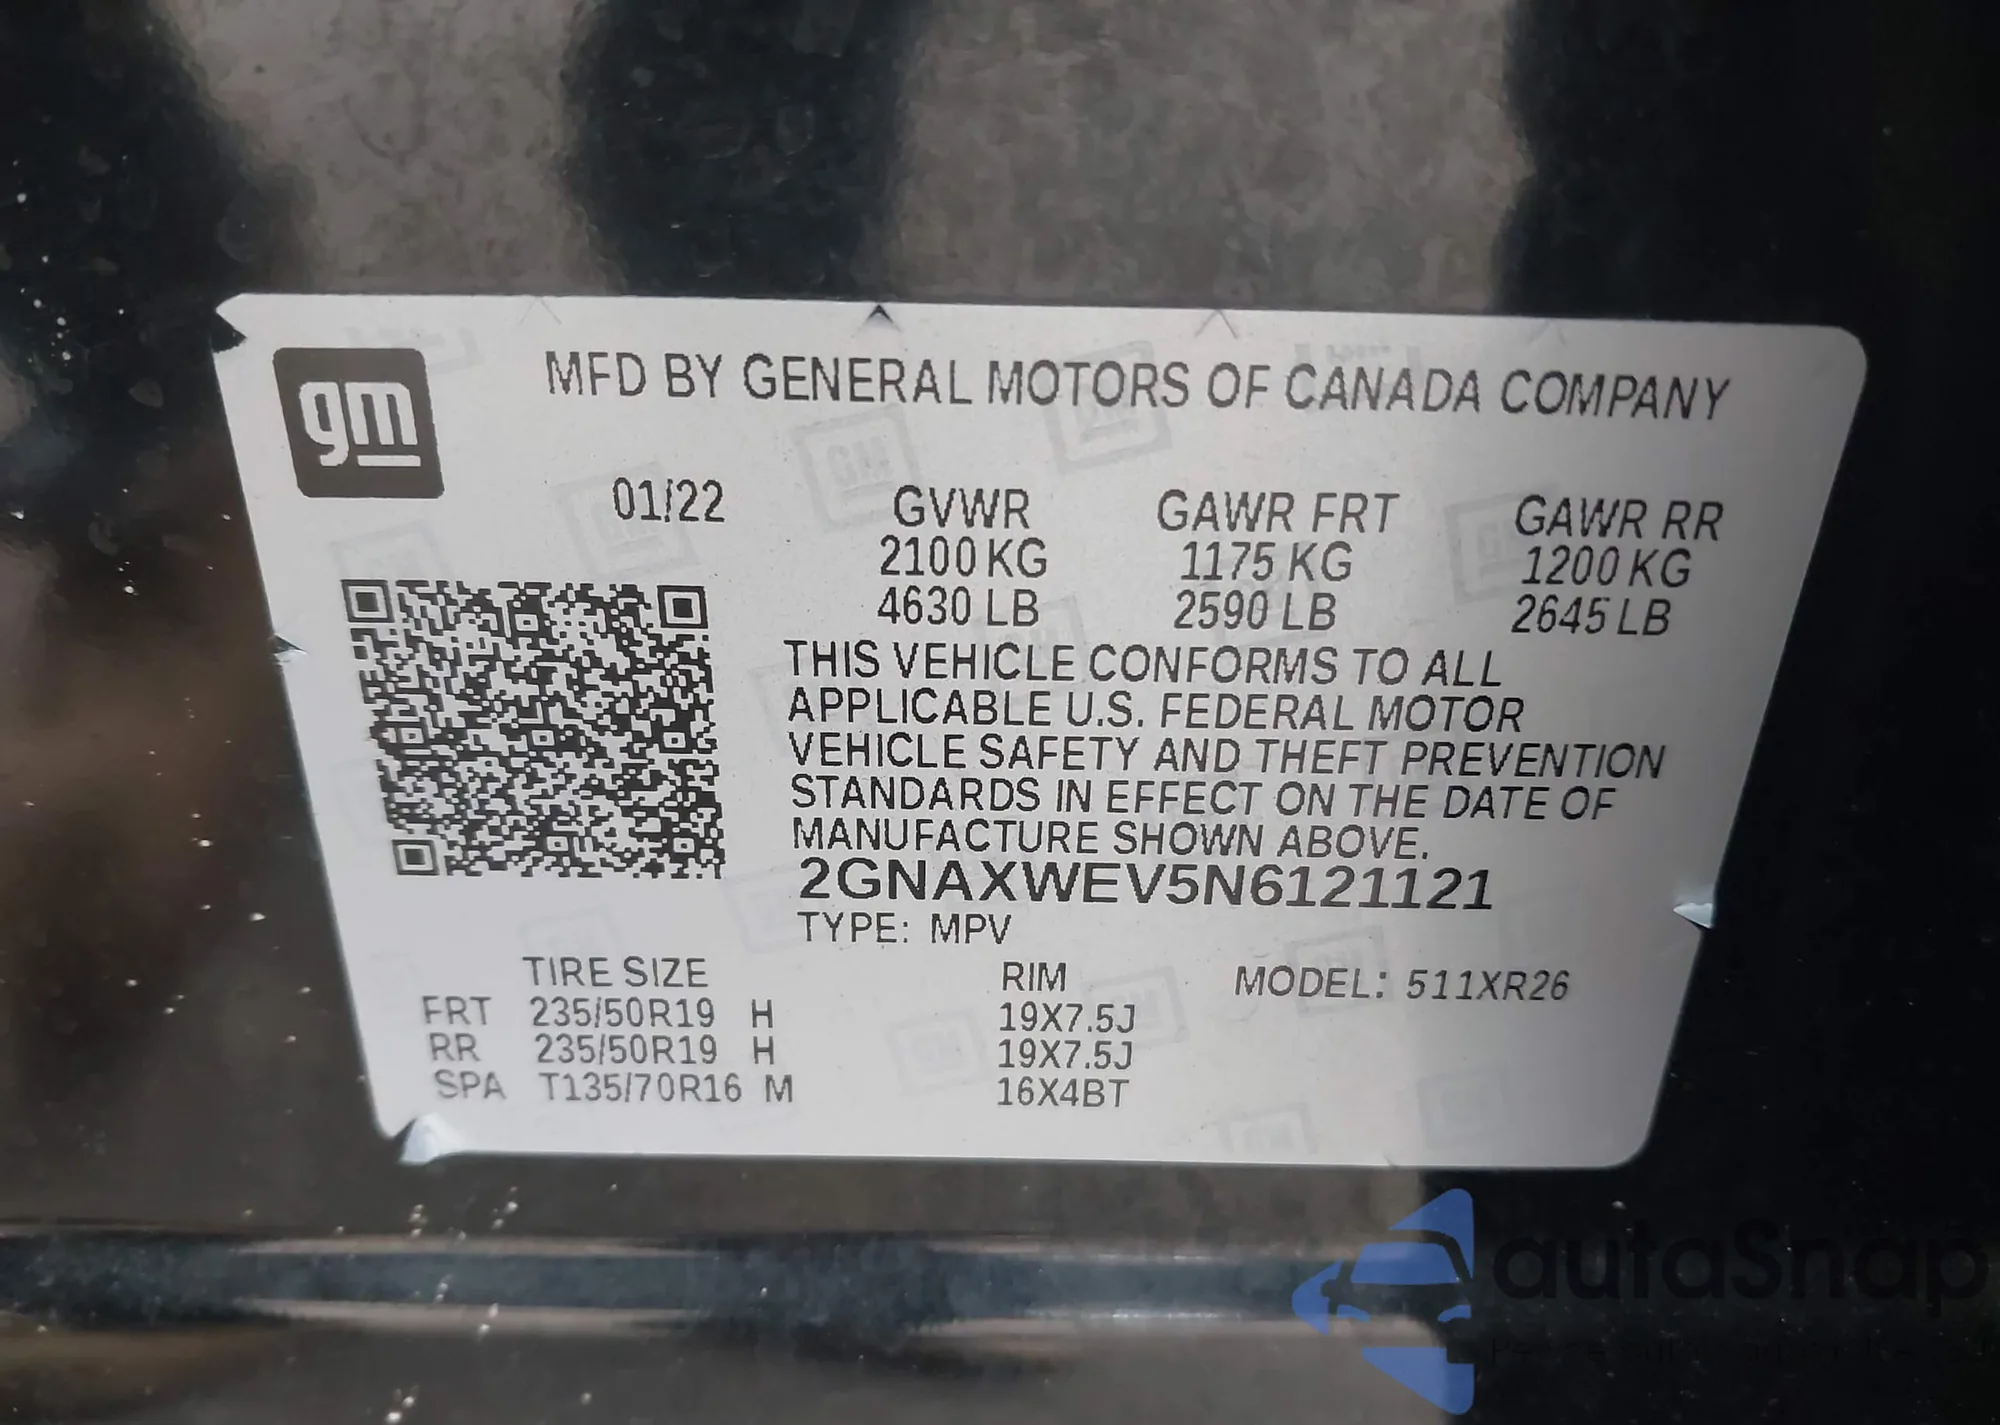 gm
MFD BY GENERAL MOTORS OF CANADA COMPANY
01/22 GVWR GAWR FRT GAWR RR
2100 KG 1175 KG 1200 KG
4630 LB 2590 LB 2645 LB
THIS VEHICLE CONFORMS TO ALL
APPLICABLE U.S. FEDERAL MOTOR
VEHICLE SAFETY AND THEFT PREVENTION
STANDARDS IN EFFECT ON THE DATE OF
MANUFACTURE SHOWN ABOVE.
2GNAXWEV5N6121121
TYPE: MPV
TIRE SIZE RIM MODEL: 511XR26
FRT 235/50R19 H 19X7.5J
RR 235/50R19 H 19X7.5J
SPA T135/70R16 M 16X4BT
autaSnap